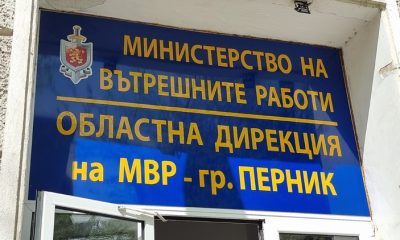 МИНИСТЕРСТВО НА
ВЪТРЕШНИТЕ РАБОТИ
ОБЛАСТНА ДИРЕКЦИЯ
на МВР - гр. ПЕРНИК